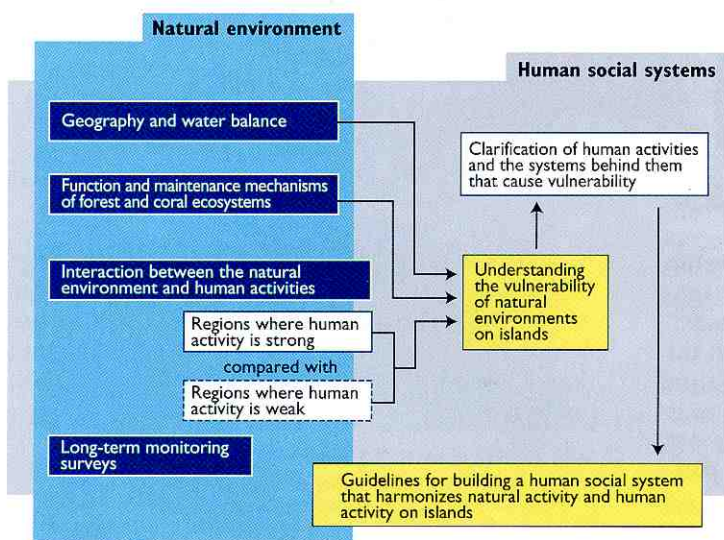 Natural environment
Human social systems
Geography and water balance
Function and maintenance mechanisms
of forest and coral ecosystems
Interaction between the natural
environment and human activities
Regions where human
activity is strong
compared with
Regions where human
activity is weak
Long-term monitoring
surveys
Clarification of human activities
and the systems behind them
that cause vulnerability
Understanding
the vulnerability
of natural
environments
on islands
Guidelines for building a human social system
that harmonizes natural activity and human
activity on islands